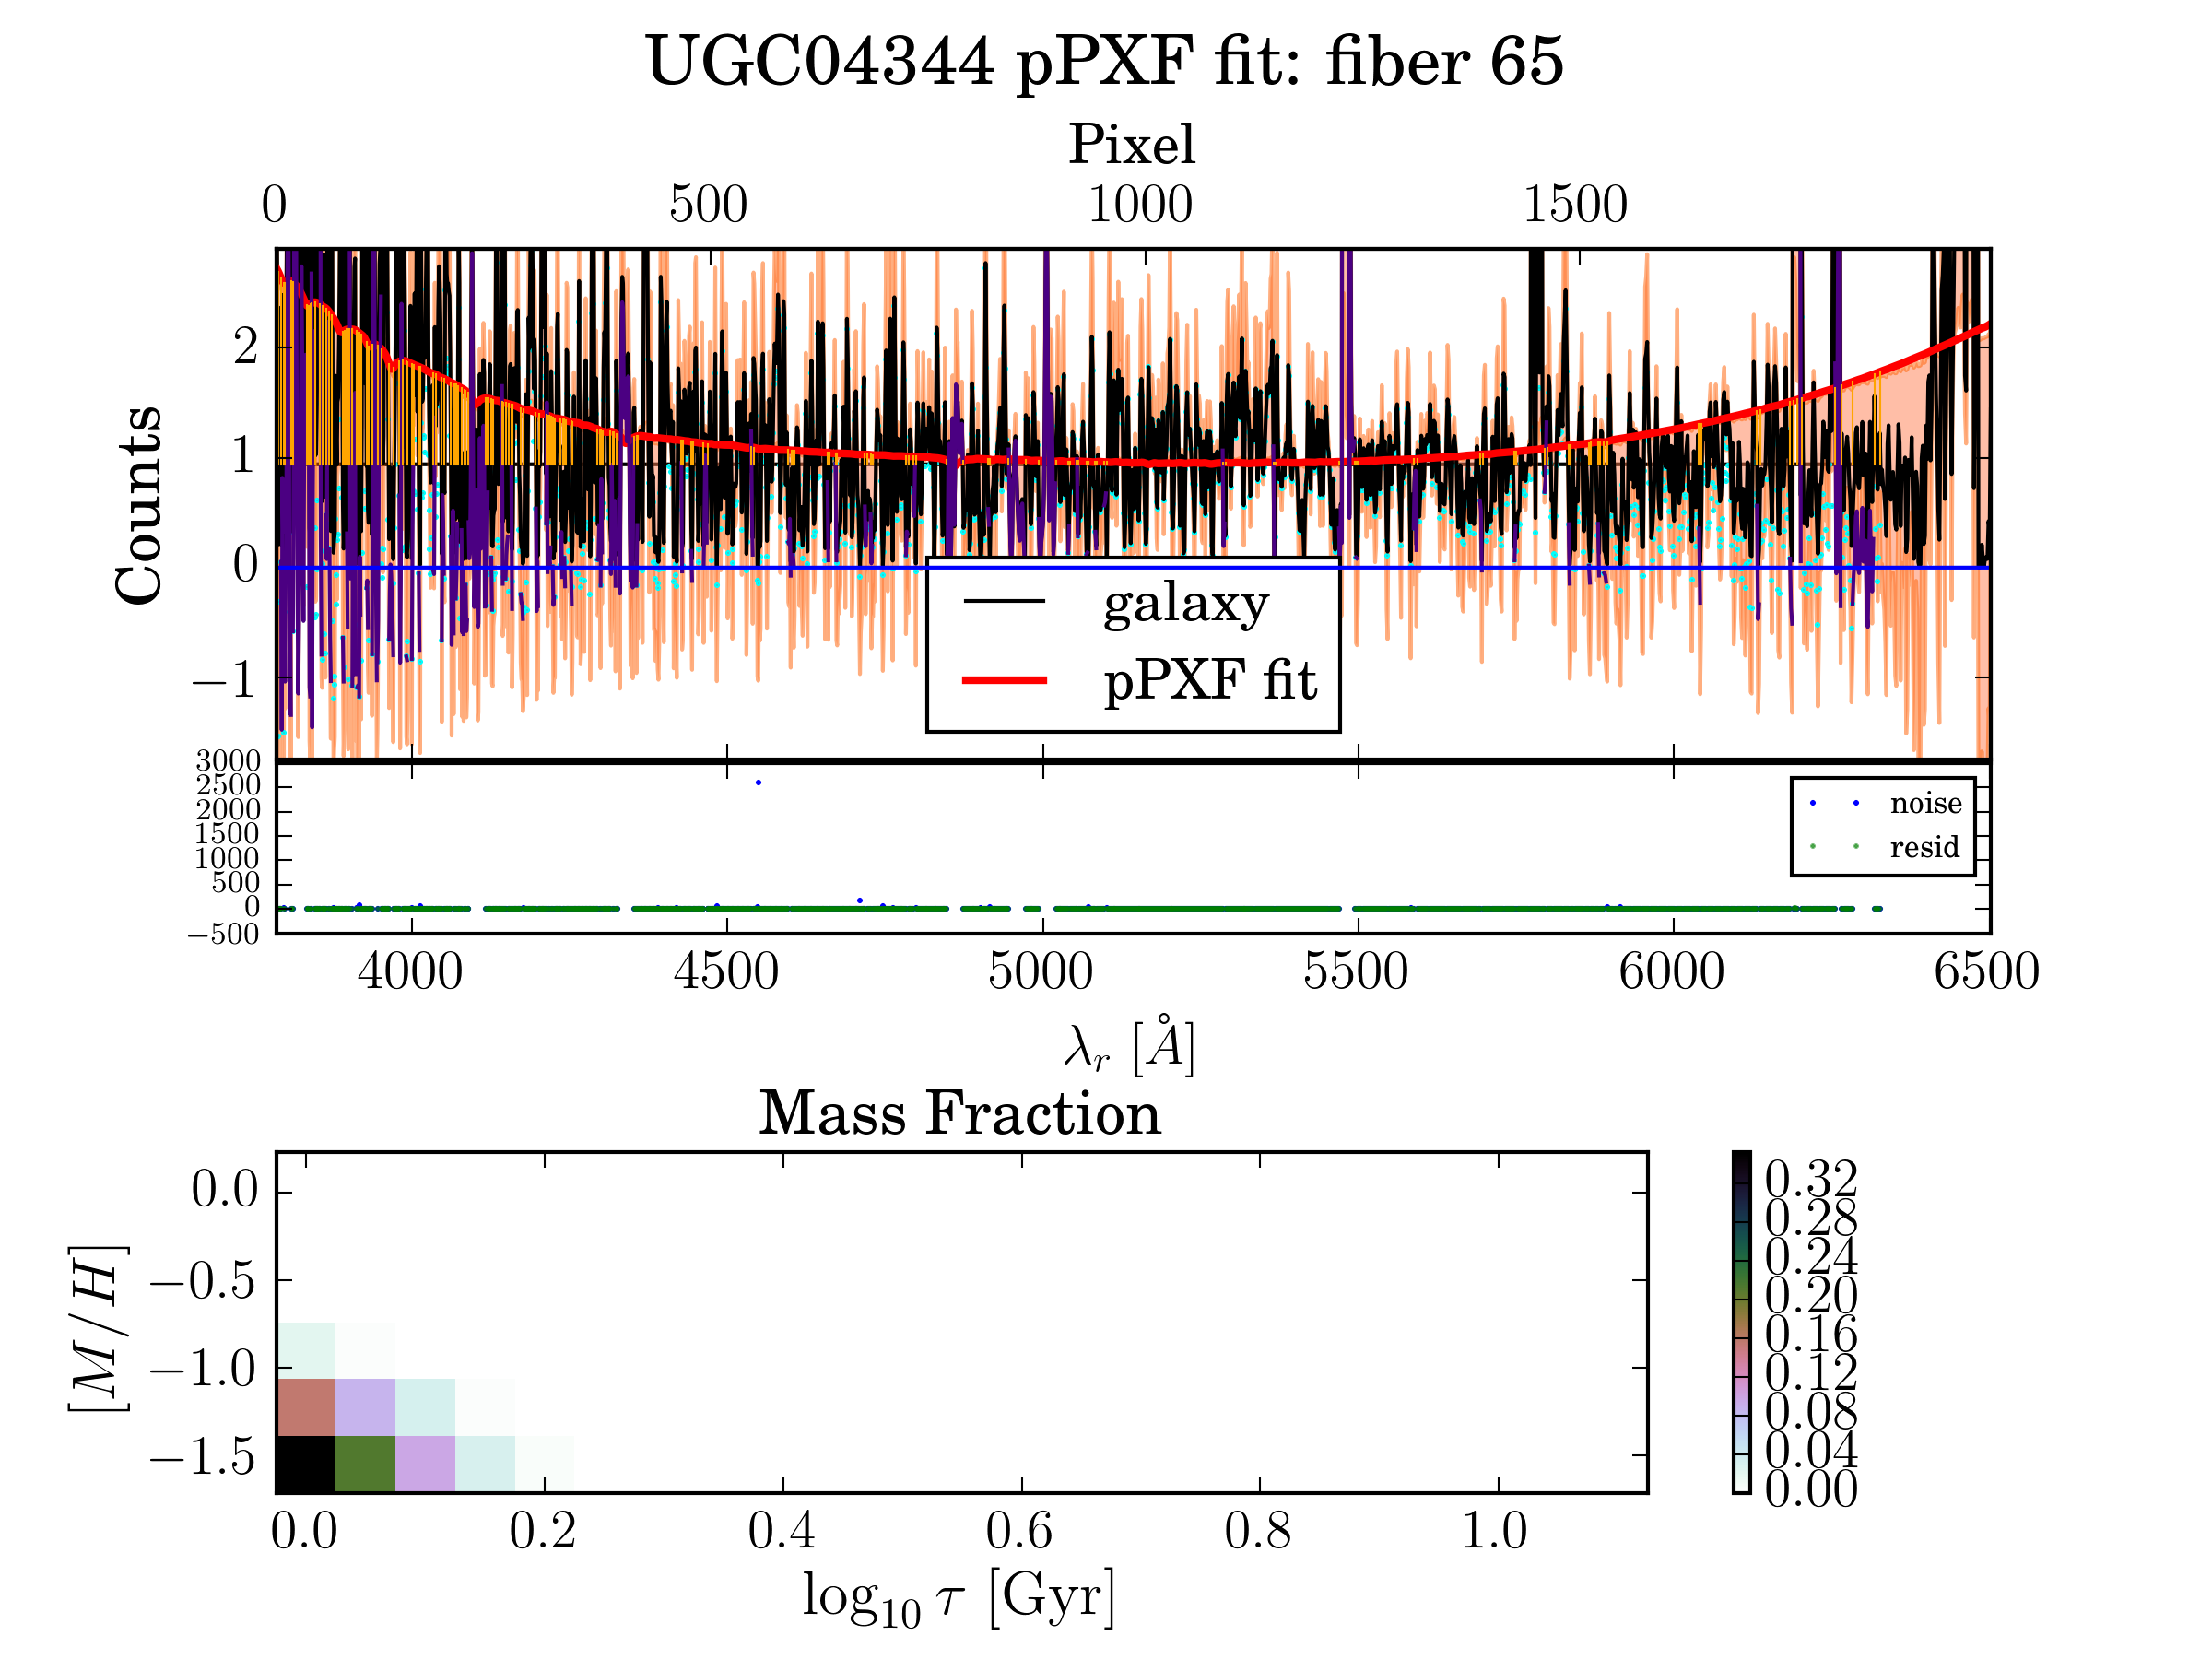 UGC04344 pPXF fit: fiber 65
Pixel
0 500 1000 1500
Counts
2
1
0
−1
galaxy
pPXF fit
3000
2500
2000
1500
1000
500
0
−500
noise
resid
4000 4500 5000 5500 6000 6500
λr [Å]
Mass Fraction
[M/H]
0.0
−0.5
−1.0
−1.5
0.0 0.2 0.4 0.6 0.8 1.0
log10 τ [Gyr]
0.32
0.28
0.24
0.20
0.16
0.12
0.08
0.04
0.00